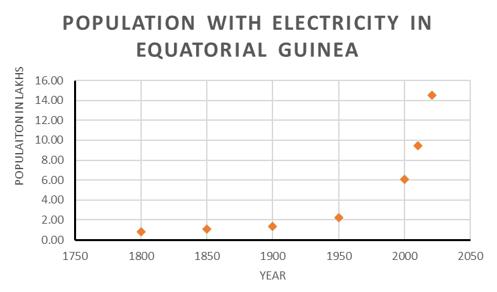 POPULATION WITH ELECTRICITY IN
EQUATORIAL GUINEA
POPULAITON IN LAKHS
16.00
14.00
12.00
10.00
8.00
6.00
4.00
2.00
0.00
1750 1800 1850 1900 1950 2000 2050
YEAR